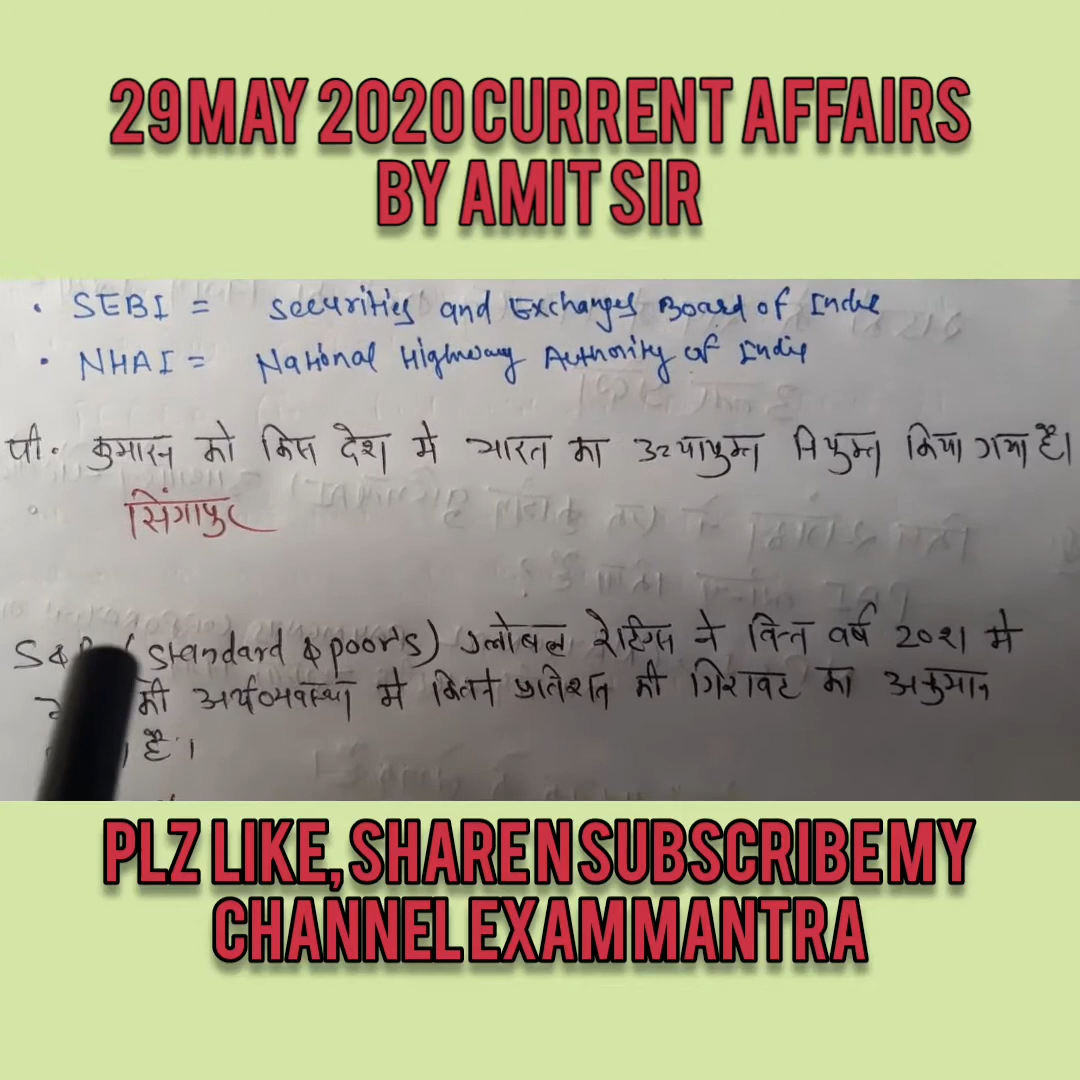 29 MAY 2020 CURRENT AFFAIRS
BY AMIT SIR
• SEBI = Securities and Exchanges Board of India
• NHAI = National Highway Authority of India
पी. कुमारन को किस देश में भारत का उच्चायुक्त नियुक्त किया गया है।
सिंगापुर
S&P (Standard & poor's) ग्लोबल रेटिंग्स ने वित्त वर्ष 2021 में
की अर्थव्यवस्था में कितने प्रतिशत की गिरावट का अनुमान
है।
PLZ LIKE, SHARE N SUBSCRIBE MY
CHANNEL EXAM MANTRA